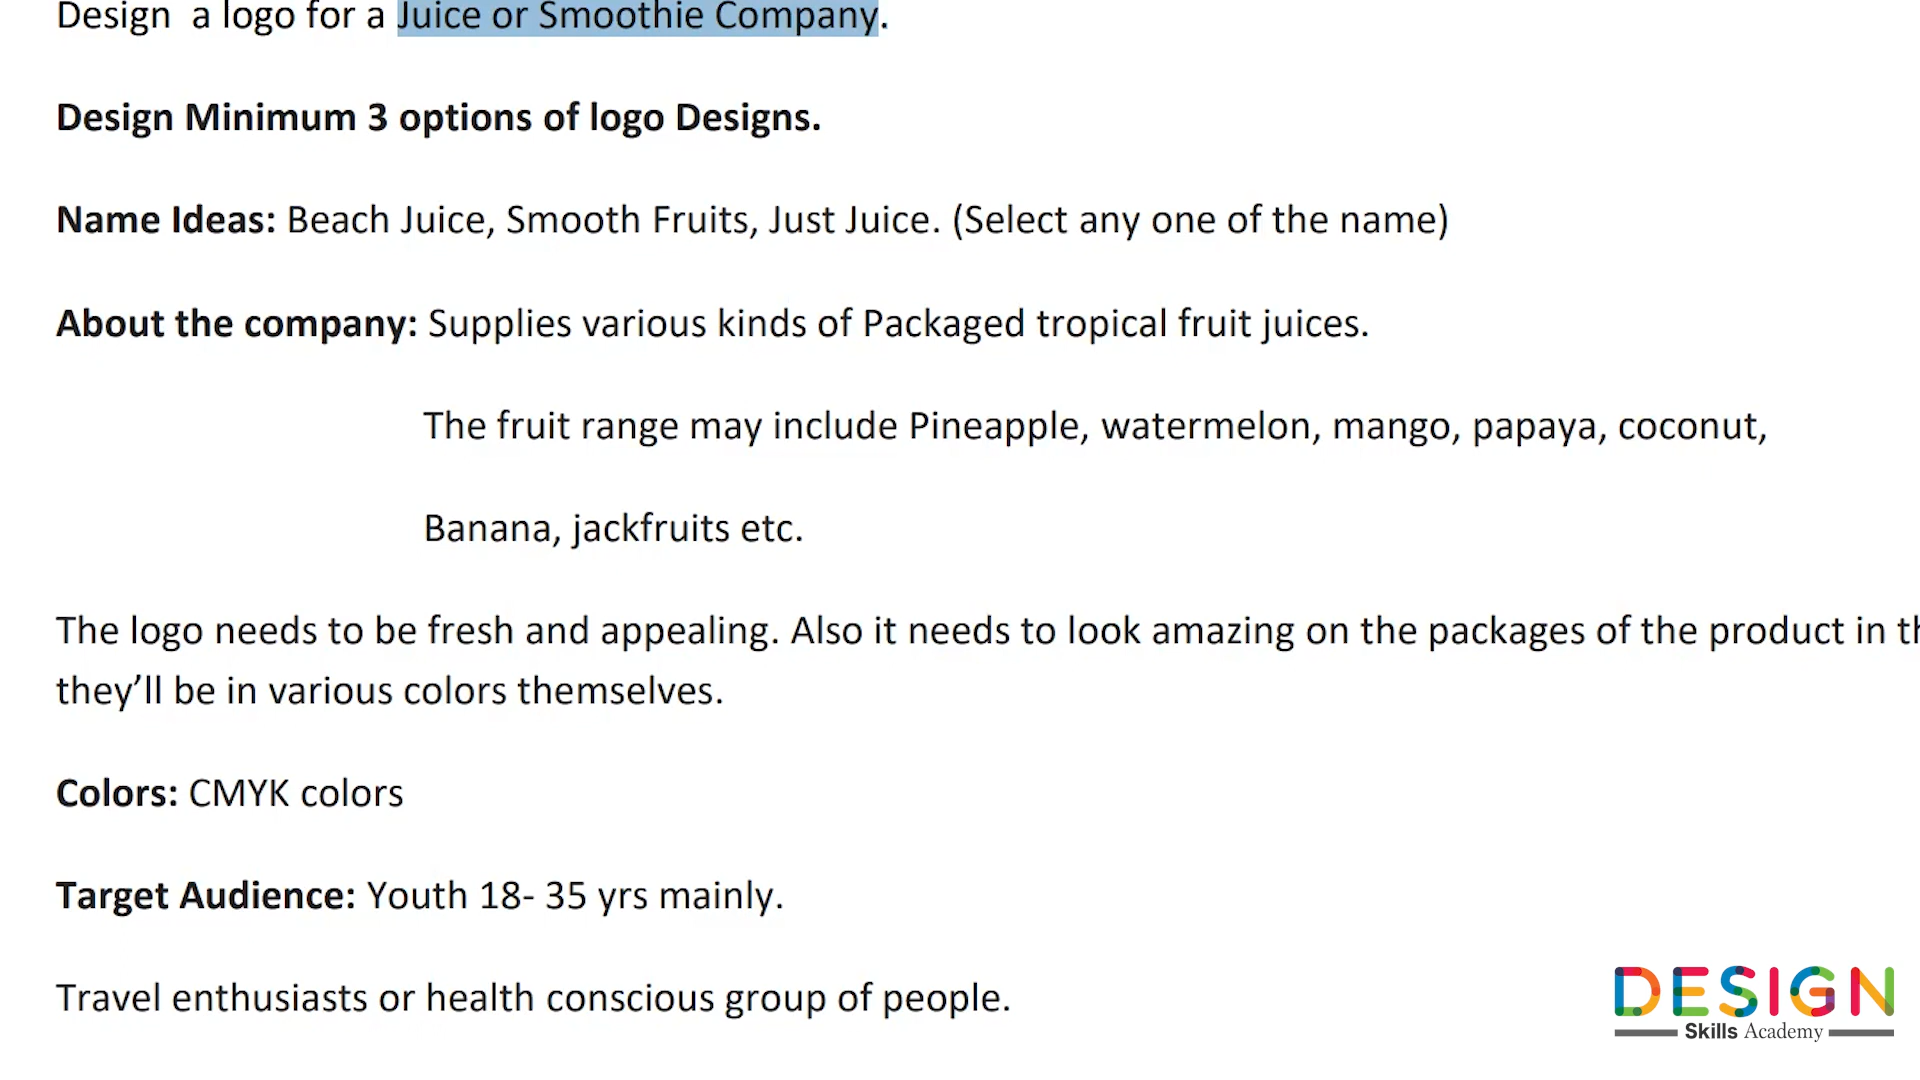 Design  a logo for a Juice or Smoothie Company.
Design Minimum 3 options of logo Designs.
Name Ideas: Beach Juice, Smooth Fruits, Just Juice. (Select any one of the name)
About the company: Supplies various kinds of Packaged tropical fruit juices.
The fruit range may include Pineapple, watermelon, mango, papaya, coconut,
Banana, jackfruits etc.
The logo needs to be fresh and appealing. Also it needs to look amazing on the packages of the product in
they’ll be in various colors themselves.
Colors: CMYK colors
Target Audience: Youth 18- 35 yrs mainly.
Travel enthusiasts or health conscious group of people.
DESIGN
Skills Academy